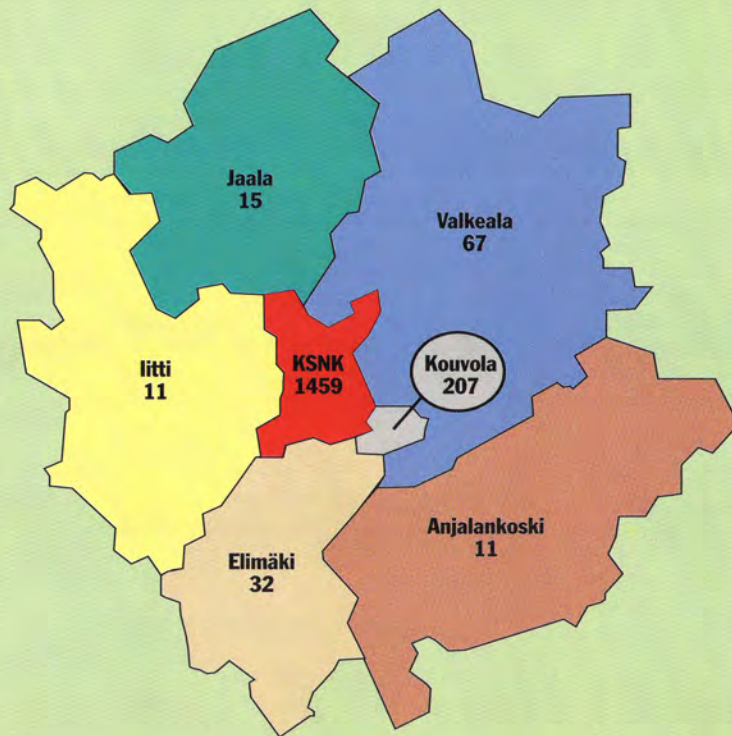 Jaala
15
Valkeala
67
Iitti
11
KSNK
1459
Kouvola
207
Anjalankoski
11
Elimäki
32